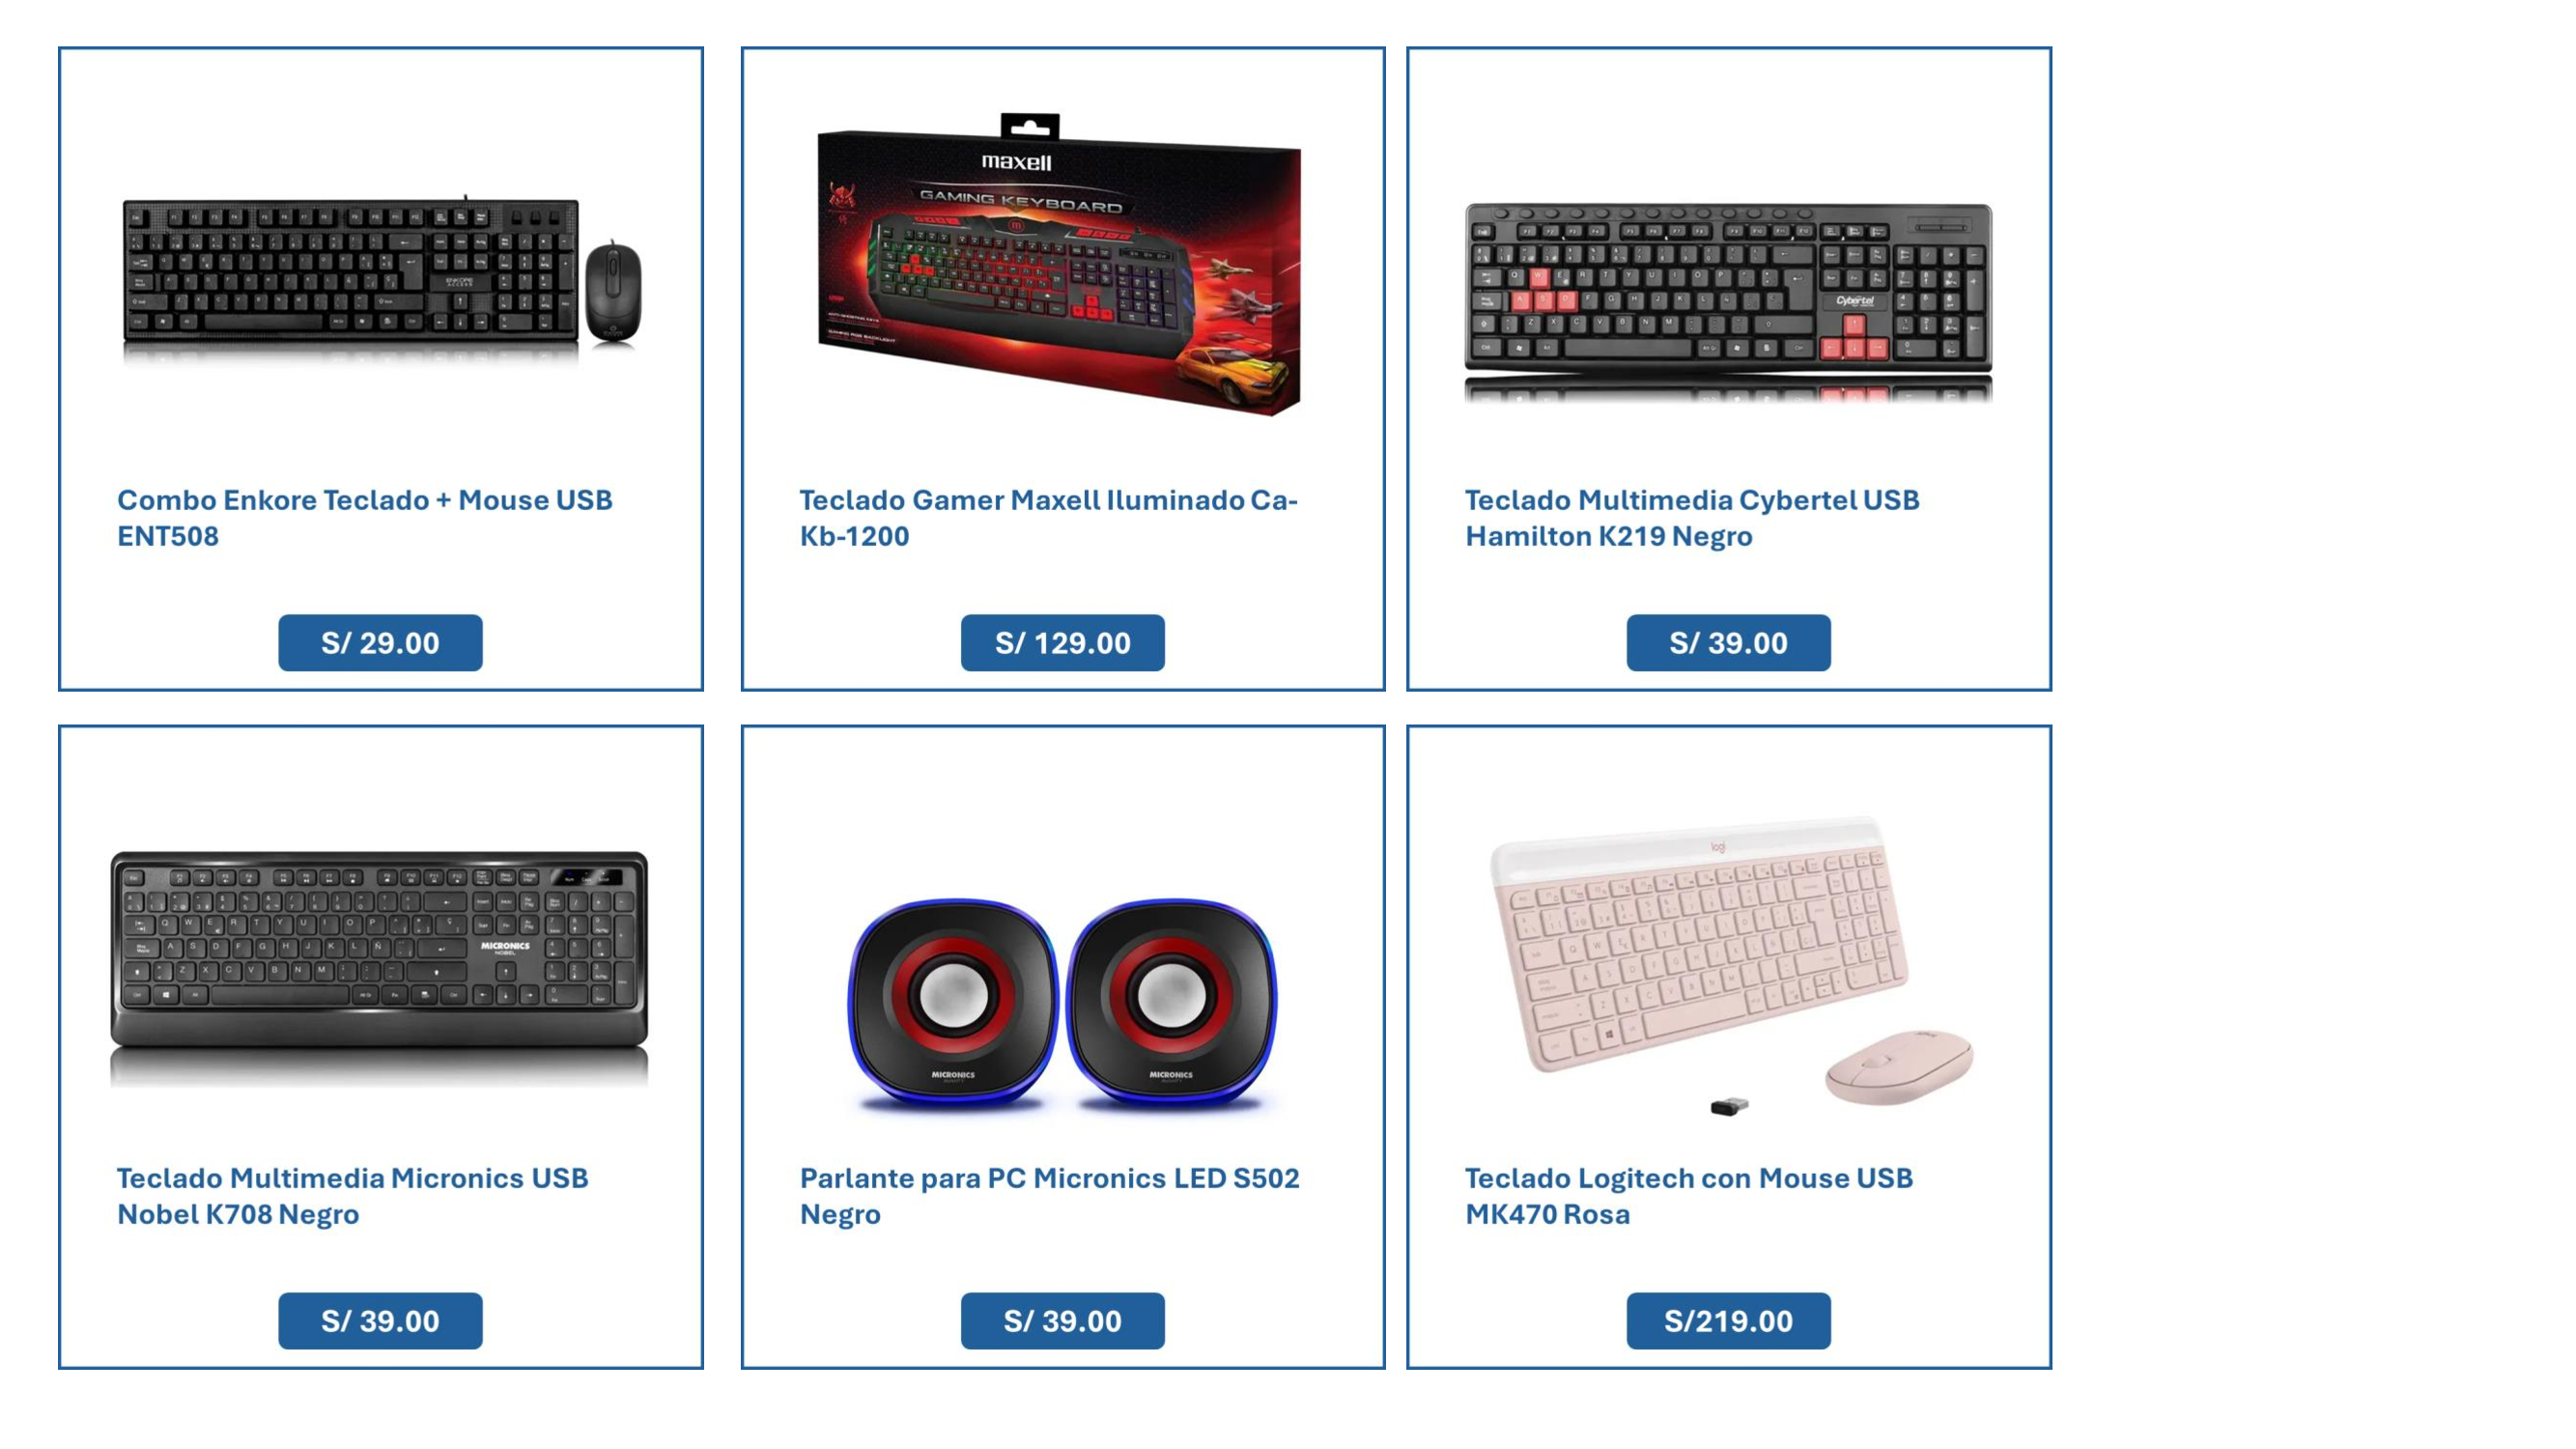 maxell
GAMING KEYBOARD
Cybertel
Combo Enkore Teclado + Mouse USB
ENT508
Teclado Gamer Maxell Iluminado Ca-
Kb-1200
Teclado Multimedia Cybertel USB
Hamilton K219 Negro
S/ 29.00
S/ 129.00
S/ 39.00
logi
MICRONICS
NOBEL
MICRONICS
MICRONICS
Teclado Multimedia Micronics USB
Nobel K708 Negro
Parlante para PC Micronics LED S502
Negro
Teclado Logitech con Mouse USB
MK470 Rosa
S/ 39.00
S/ 39.00
S/219.00